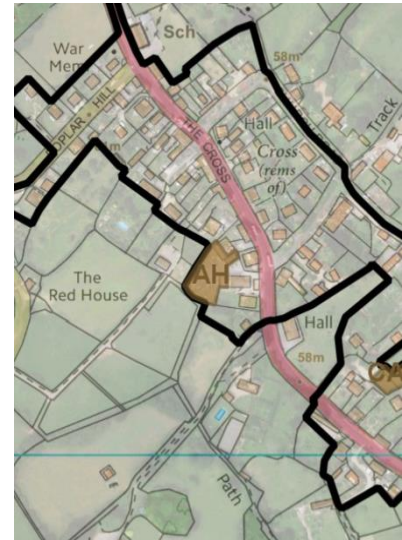 Sch
War
Mem
58m
POPLAR HILL
THE CROSS
Hall
Track
Cross
(rems
of)
AH
The
Red House
Hall
58m
CA
Path